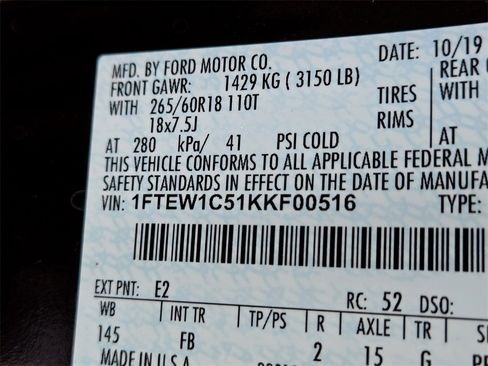 DATE: 10/19
MFD. BY FORD MOTOR CO.
FRONT GAWR: 1429 KG ( 3150 LB) REAR
WITH 265/60R18 110T TIRES WITH
18x7.5J RIMS
AT 280 kPa/ 41 PSI COLD AT
THIS VEHICLE CONFORMS TO ALL APPLICABLE FEDERAL
SAFETY STANDARDS IN EFFECT ON THE DATE OF MANUFA
VIN: 1FTEW1C51KKF00516 TYPE:
EXT PNT: E2 RC: 52 DSO:
WB INT TR TP/PS R AXLE TR
145 FB 2 15 G
MADE IN U.S.A.